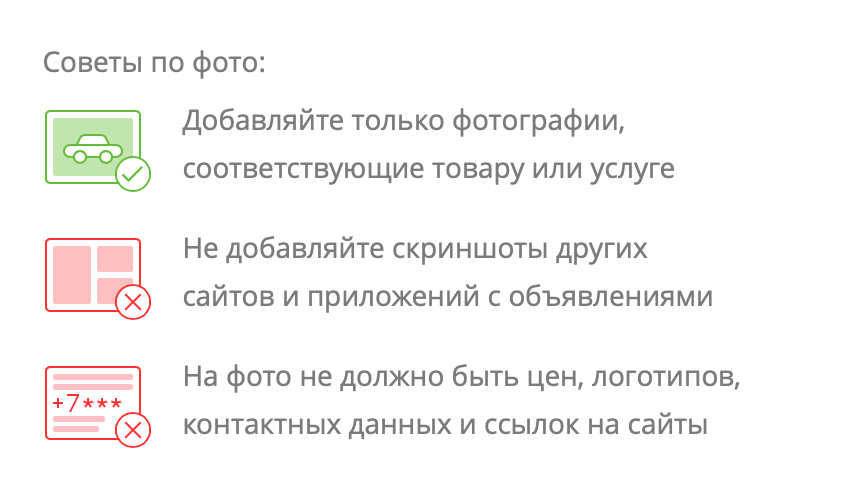 Советы по фото:
Добавляйте только фотографии,
соответствующие товару или услуге
Не добавляйте скриншоты других
сайтов и приложений с объявлениями
На фото не должно быть цен, логотипов,
+7***
контактных данных и ссылок на сайты